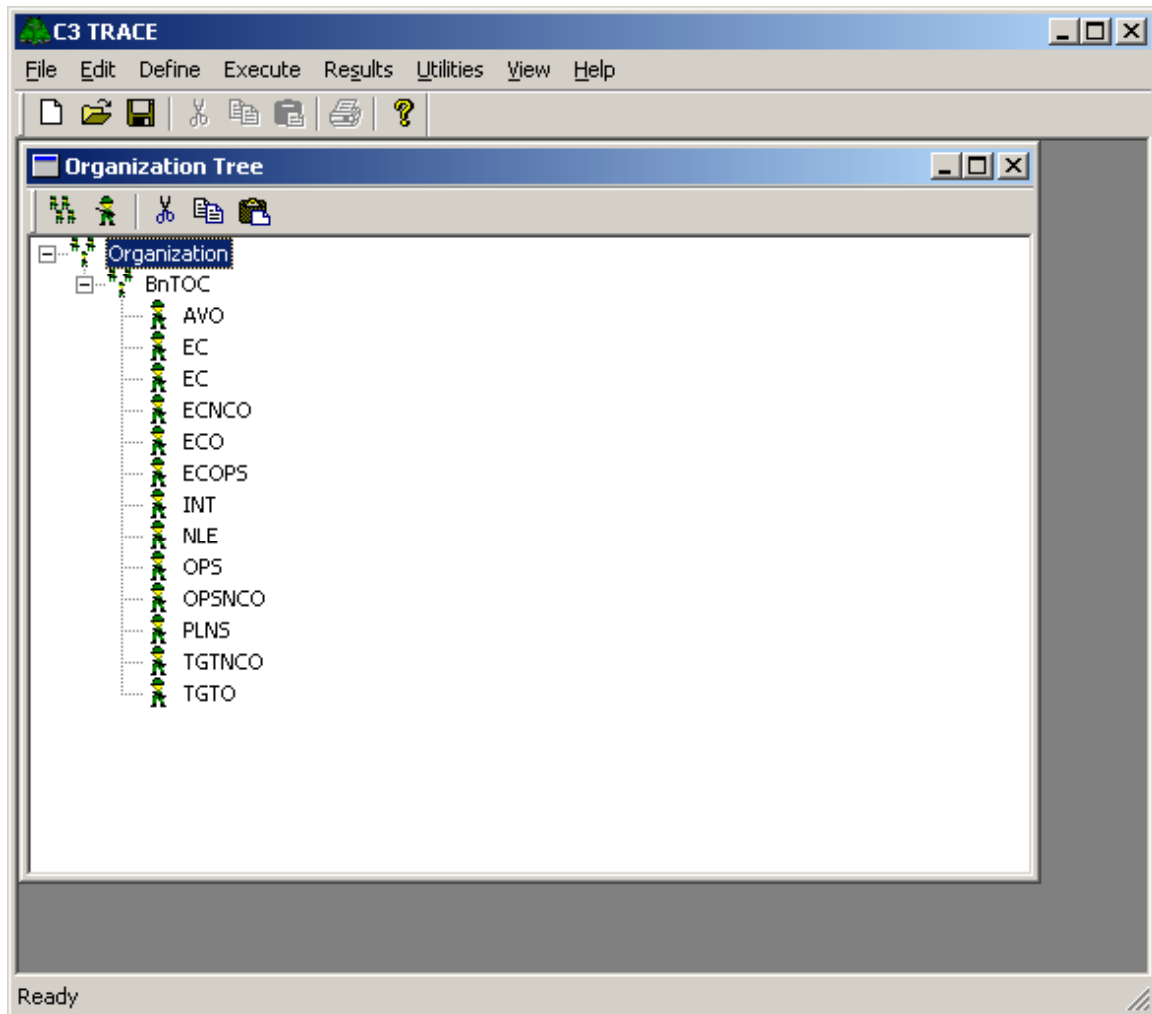 C3 TRACE
File Edit Define Execute Results Utilities View Help
Organization Tree
Organization
BnTOC
AVO
EC
EC
ECNCO
ECO
ECOPS
INT
NLE
OPS
OPSNCO
PLNS
TGTNCO
TGTO
Ready